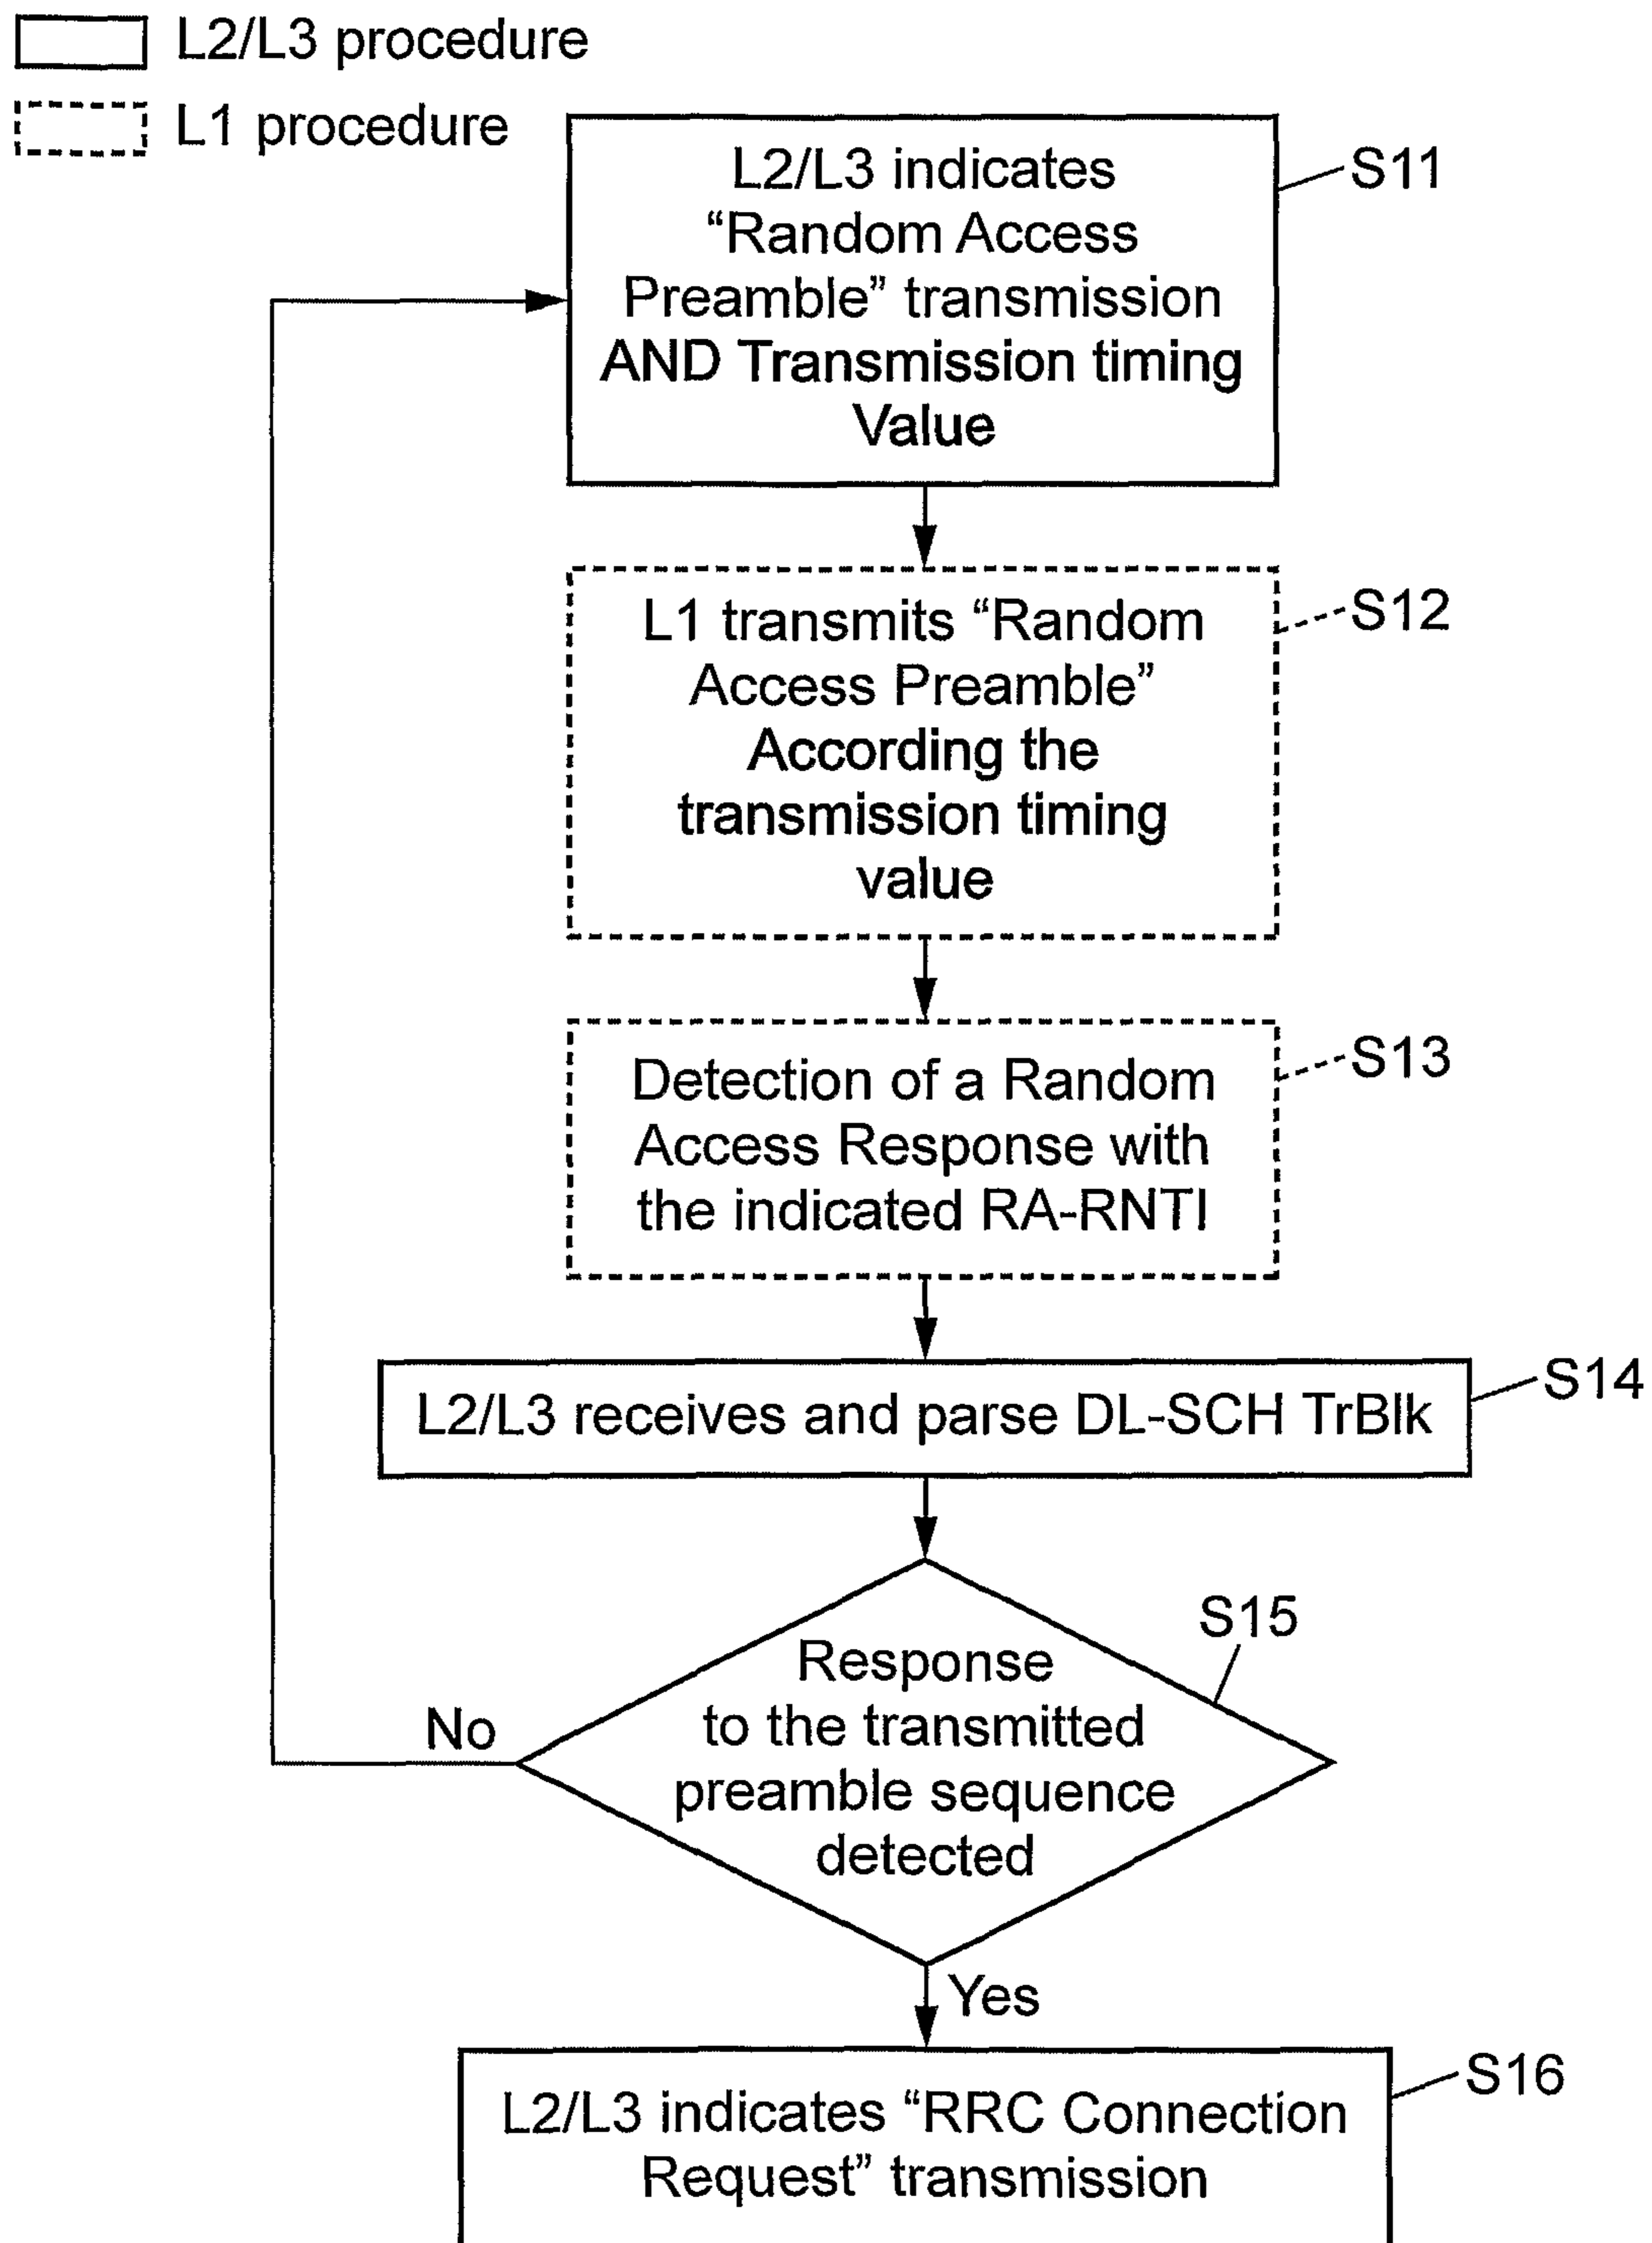 L2/L3 procedure
L1 procedure
L2/L3 indicates
“Random Access
Preamble” transmission
AND Transmission timing
Value
S11
L1 transmits “Random
Access Preamble”
According the
transmission timing
value
S12
Detection of a Random
Access Response with
the indicated RA-RNTI
S13
L2/L3 receives and parse DL-SCH TrBlk
S14
Response
to the transmitted
preamble sequence
detected
S15
No
Yes
L2/L3 indicates “RRC Connection
Request” transmission
S16